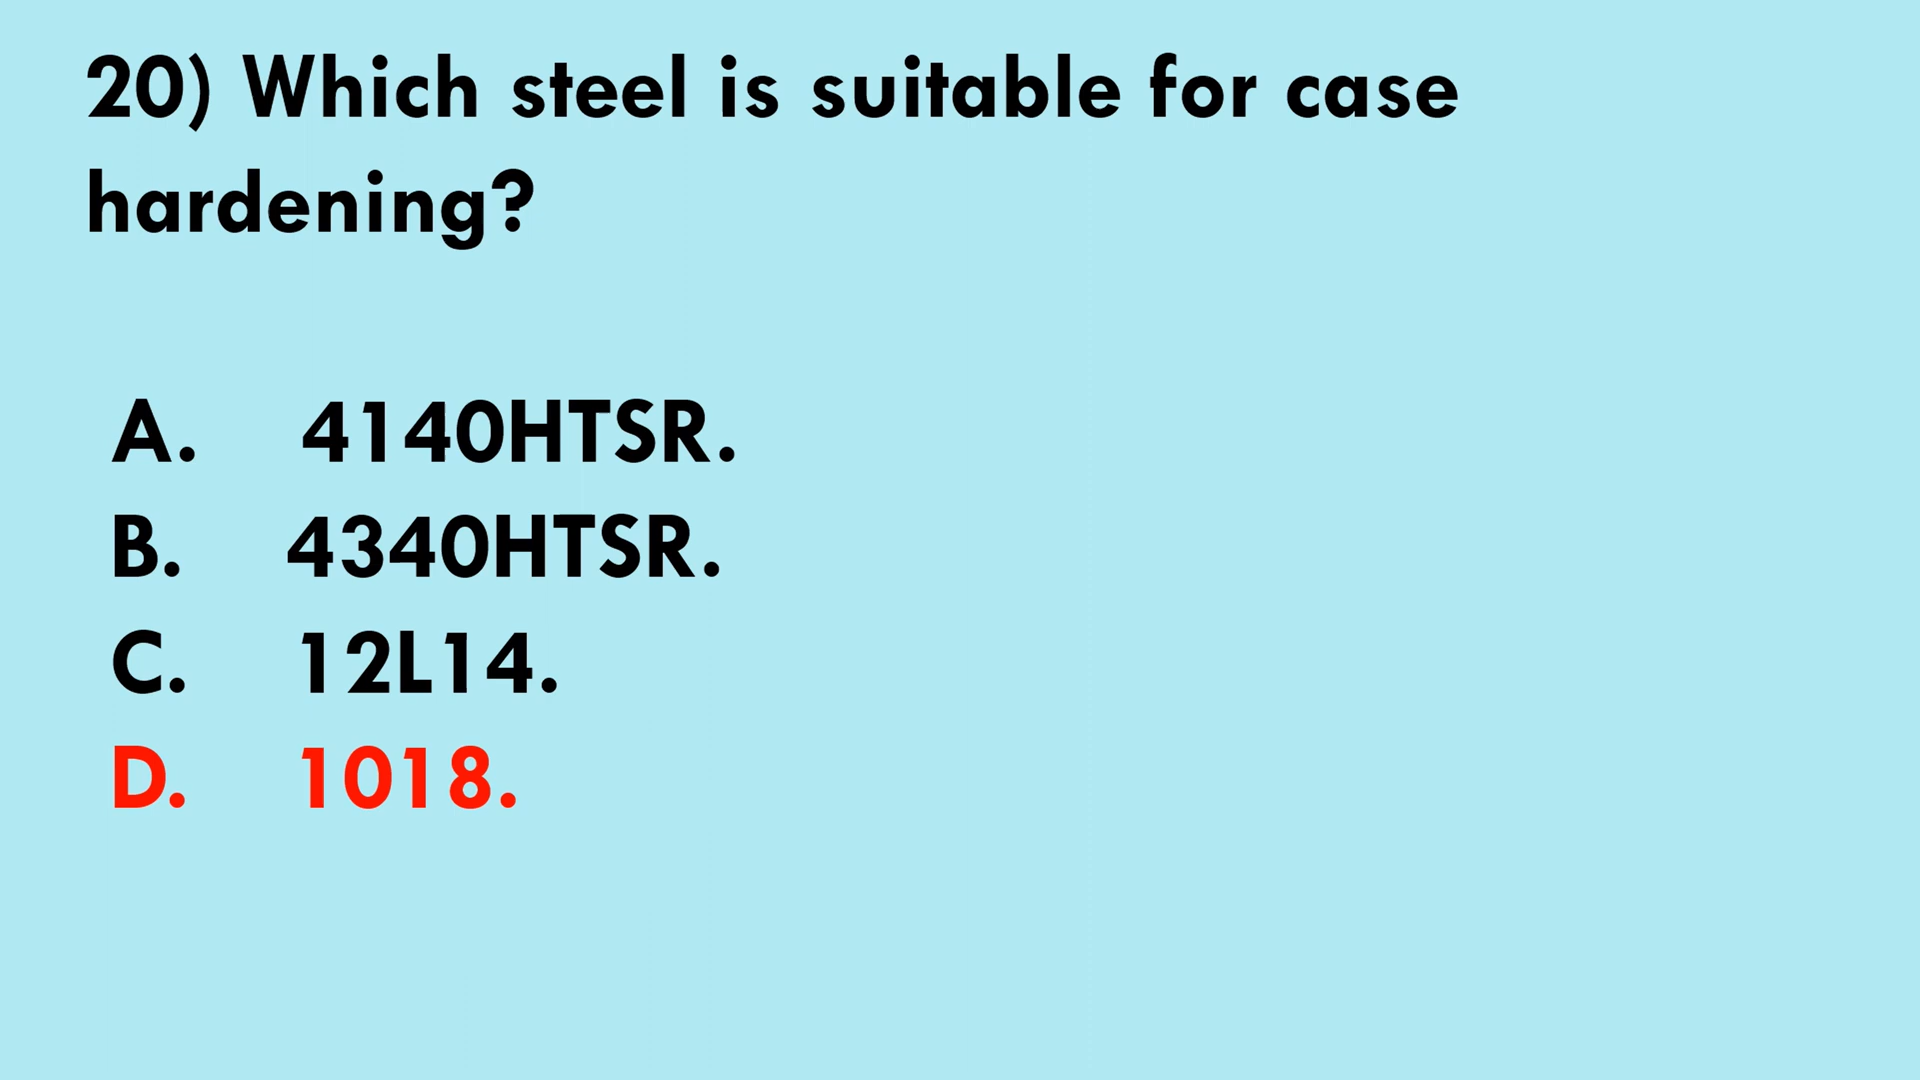 20) Which steel is suitable for case
hardening?
A. 4140HTSR.
B. 4340HTSR.
C. 12L14.
D. 1018.